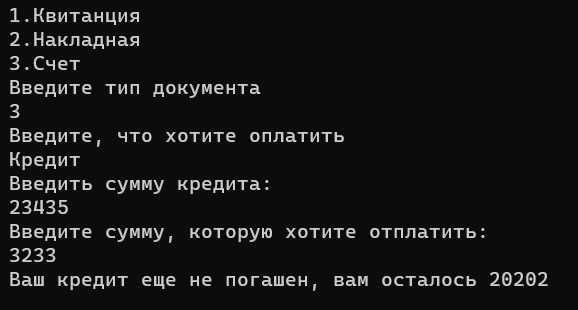 1.Квитанция
2.Накладная
3.Счет
Введите тип документа
3
Введите, что хотите оплатить
Кредит
Введить сумму кредита:
23435
Введите сумму, которую хотите отплатить:
3233
Ваш кредит еще не погашен, вам осталось 20202